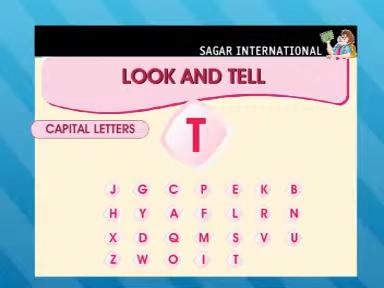 SAGAR INTERNATIONAL
LOOK AND TELL
CAPITAL LETTERS
T
J G C P E K B
H Y A F L R N
X D Q M S V U
Z W O I T